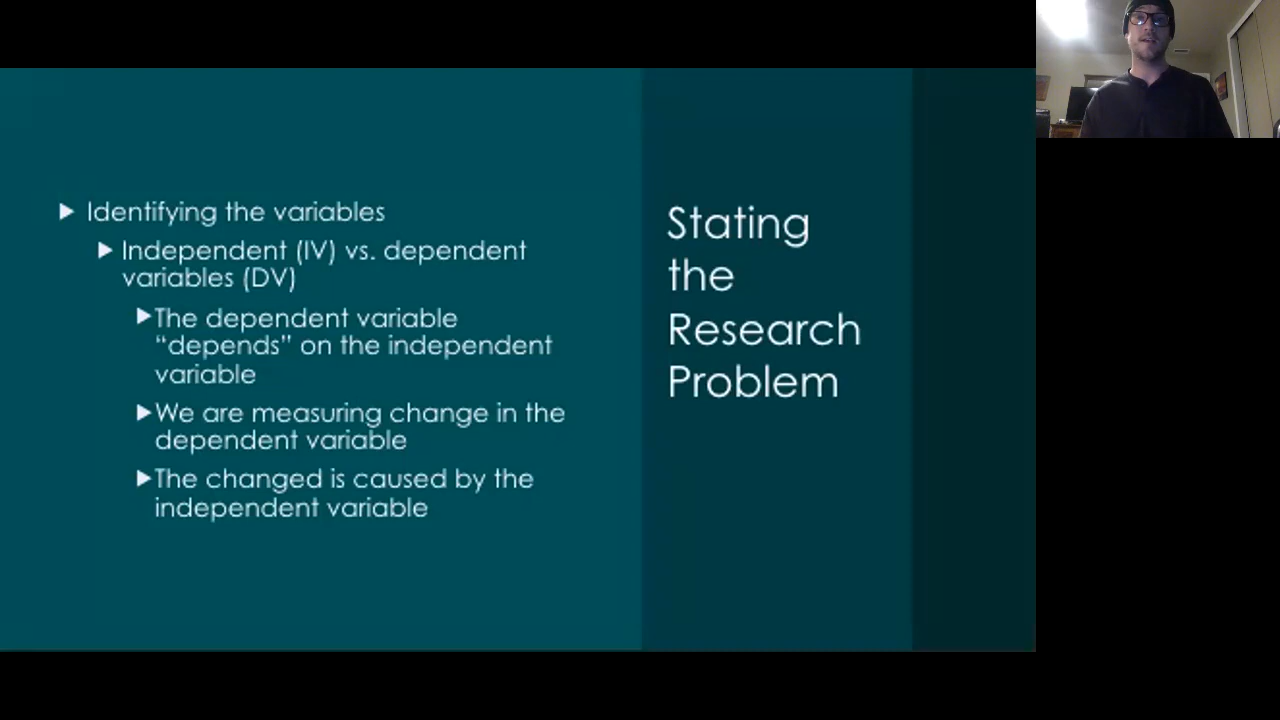 Identifying the variables
Independent (IV) vs. dependent
variables (DV)
The dependent variable
“depends” on the independent
variable
We are measuring change in the
dependent variable
The changed is caused by the
independent variable
Stating
the
Research
Problem